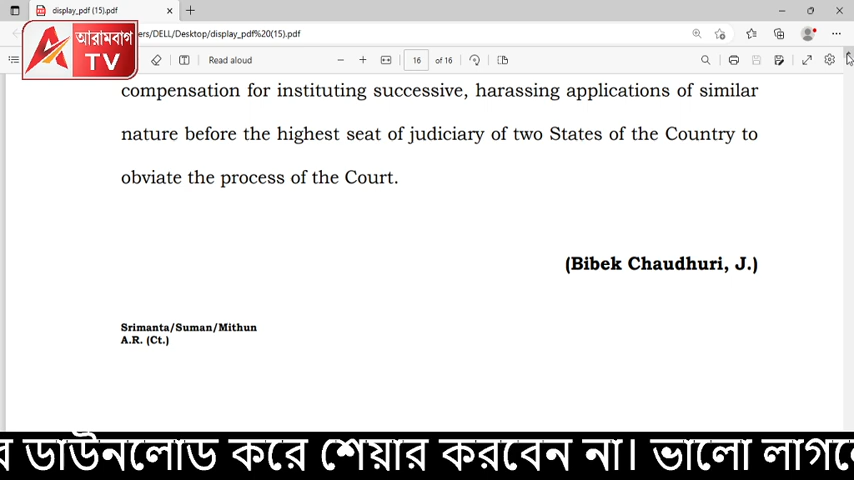 display_pdf (15).pdf
আরামবাগ
TV
ers/DELL/Desktop/display_pdf%20(15).pdf
Read aloud
16 of 16
compensation for instituting successive, harassing applications of similar
nature before the highest seat of judiciary of two States of the Country to
obviate the process of the Court.
(Bibek Chaudhuri, J.)
Srimanta/Suman/Mithun
A.R. (Ct.)
ডাউনলোড করে শেয়ার করবেন না। ভালো